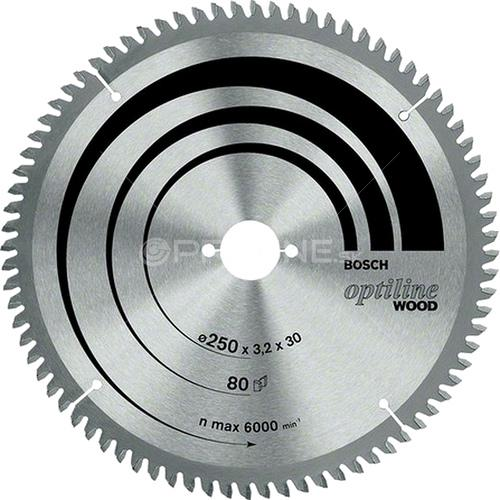 BOSCH
optiline
WOOD
ø250 x 3,2 x 30
80
n max 6000 min⁻¹